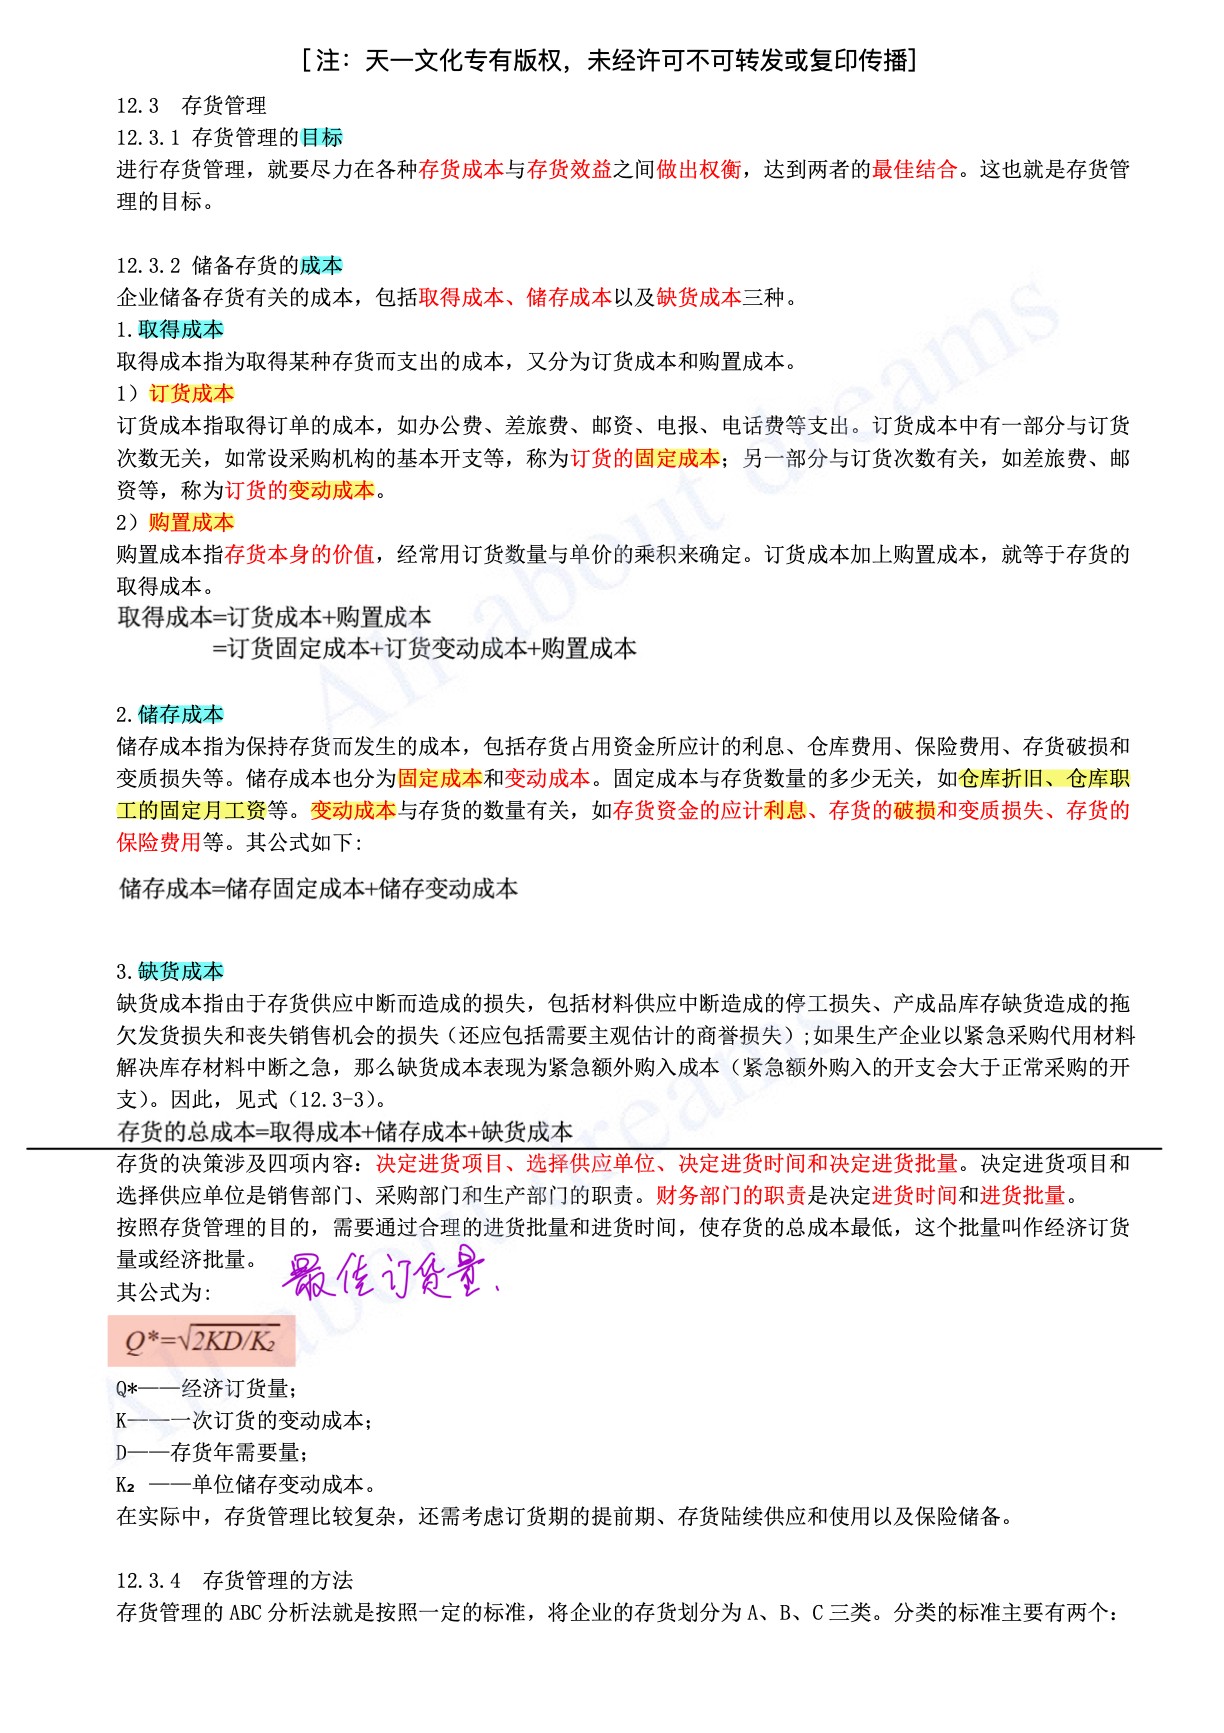 [注：天一文化专有版权，未经许可不可转发或复印传播]
12.3 存货管理
12.3.1 存货管理的目标
进行存货管理，就要尽力在各种存货成本与存货效益之间做出权衡，达到两者的最佳结合。这也就是存货管
理的目标。
12.3.2 储备存货的成本
企业储备存货有关的成本，包括取得成本、储存成本以及缺货成本三种。
1.取得成本
取得成本指为取得某种存货而支出的成本，又分为订货成本和购置成本。
1）订货成本
订货成本指取得订单的成本，如办公费、差旅费、邮资、电报、电话费等支出。订货成本中有一部分与订货
次数无关，如常设采购机构的基本开支等，称为订货的固定成本；另一部分与订货次数有关，如差旅费、邮
资等，称为订货的变动成本。
2）购置成本
购置成本指存货本身的价值，经常用订货数量与单价的乘积来确定。订货成本加上购置成本，就等于存货的
取得成本。
取得成本=订货成本+购置成本
=订货固定成本+订货变动成本+购置成本
2.储存成本
储存成本指为保持存货而发生的成本，包括存货占用资金所应计的利息、仓库费用、保险费用、存货破损和
变质损失等。储存成本也分为固定成本和变动成本。固定成本与存货数量的多少无关，如仓库折旧、仓库职
工的固定月工资等。变动成本与存货的数量有关，如存货资金的应计利息、存货的破损和变质损失、存货的
保险费用等。其公式如下:
储存成本=储存固定成本+储存变动成本
3.缺货成本
缺货成本指由于存货供应中断而造成的损失，包括材料供应中断造成的停工损失、产成品库存缺货造成的拖
欠发货损失和丧失销售机会的损失（还应包括需要主观估计的商誉损失）;如果生产企业以紧急采购代用材料
解决库存材料中断之急，那么缺货成本表现为紧急额外购入成本（紧急额外购入的开支会大于正常采购的开
支）。因此，见式（12.3-3）。
存货的总成本=取得成本+储存成本+缺货成本
存货的决策涉及四项内容：决定进货项目、选择供应单位、决定进货时间和决定进货批量。决定进货项目和
选择供应单位是销售部门、采购部门和生产部门的职责。财务部门的职责是决定进货时间和进货批量。
按照存货管理的目的，需要通过合理的进货批量和进货时间，使存货的总成本最低，这个批量叫作经济订货
量或经济批量。
最佳订货量、
其公式为:
Q*=√2KD/K₂
Q*——经济订货量；
K——一次订货的变动成本；
D——存货年需要量；
K₂ ——单位储存变动成本。
在实际中，存货管理比较复杂，还需考虑订货期的提前期、存货陆续供应和使用以及保险储备。
12.3.4 存货管理的方法
存货管理的 ABC 分析法就是按照一定的标准，将企业的存货划分为 A、B、C 三类。分类的标准主要有两个：
All about dreams
All about dreams